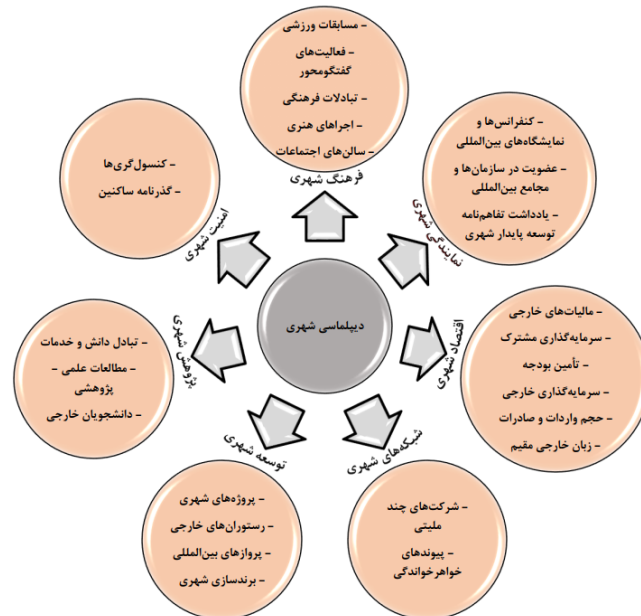 - مسابقات ورزشی
- فعالیت‌های
گفتگومحور
- تبادلات فرهنگی
- اجراهای هنری
- سالن‌های اجتماعات
فرهنگ شهری
- کنفرانس‌ها و
نمایشگاه‌های بین‌المللی
- عضویت در سازمان‌ها و
مجامع بین‌المللی
- یادداشت تفاهم‌نامه
توسعه پایدار شهری
نمایندگی شهری
- مالیات‌های خارجی
- سرمایه‌گذاری مشترک
- تأمین بودجه
- سرمایه‌گذاری خارجی
- حجم واردات و صادرات
- زبان خارجی مقیم
اقتصاد شهری
- شرکت‌های چند
ملیتی
- پیوندهای
خواهرخواندگی
شبکه‌های شهری
- پروژه‌های شهری
- رستوران‌های خارجی
- پروازهای بین‌المللی
- برندسازی شهری
توسعه شهری
- تبادل دانش و خدمات
- مطالعات علمی -
پژوهشی
- دانشجویان خارجی
پژوهش شهری
- کنسول‌گری‌ها
- گذرنامه ساکنین
امنیت شهری
دیپلماسی شهری